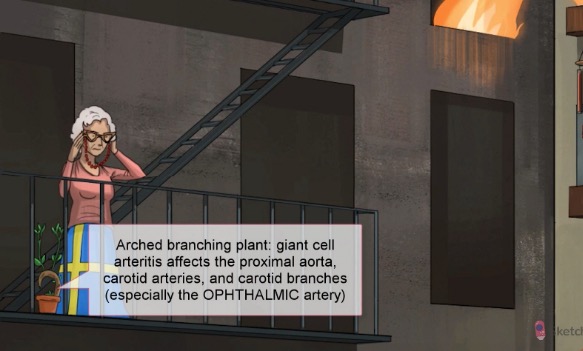 Arched branching plant: giant cell
arteritis affects the proximal aorta,
carotid arteries, and carotid branches
(especially the OPHTHALMIC artery)